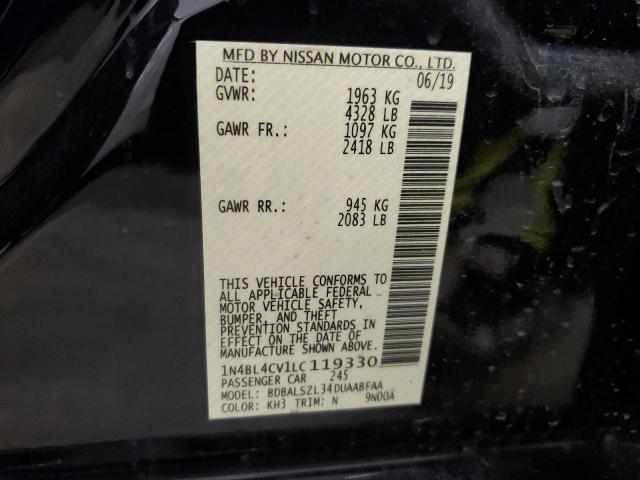 MFD BY NISSAN MOTOR CO., LTD.
DATE: 06/19
GVWR: 1963 KG
4328 LB
GAWR FR.: 1097 KG
2418 LB
GAWR RR.: 945 KG
2083 LB
THIS VEHICLE CONFORMS TO
ALL APPLICABLE FEDERAL
MOTOR VEHICLE SAFETY,
BUMPER, AND THEFT
PREVENTION STANDARDS IN
EFFECT ON THE DATE OF
MANUFACTURE SHOWN ABOVE.
1N4BL4CV1LC119330
PASSENGER CAR 245
MODEL: BDBALSZL34DUAABFAA
COLOR: KH3 TRIM: N 9N00A